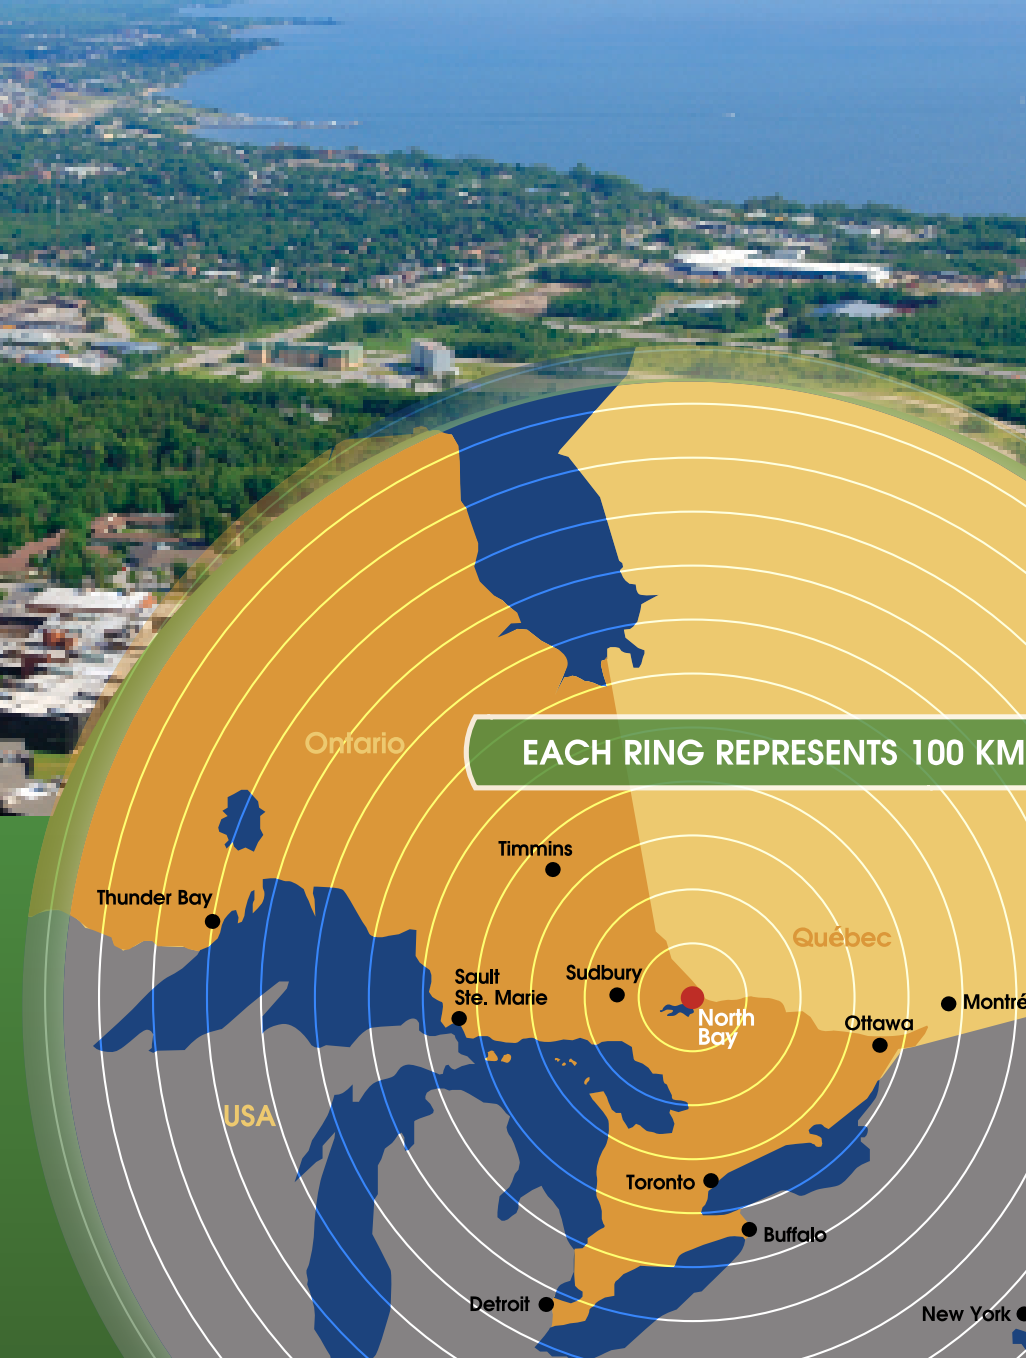 Ontario
EACH RING REPRESENTS 100 KM
Timmins
Thunder Bay
Québec
Sault
Ste. Marie
Sudbury
North
Bay
Montré
Ottawa
USA
Toronto
Buffalo
Detroit
New York